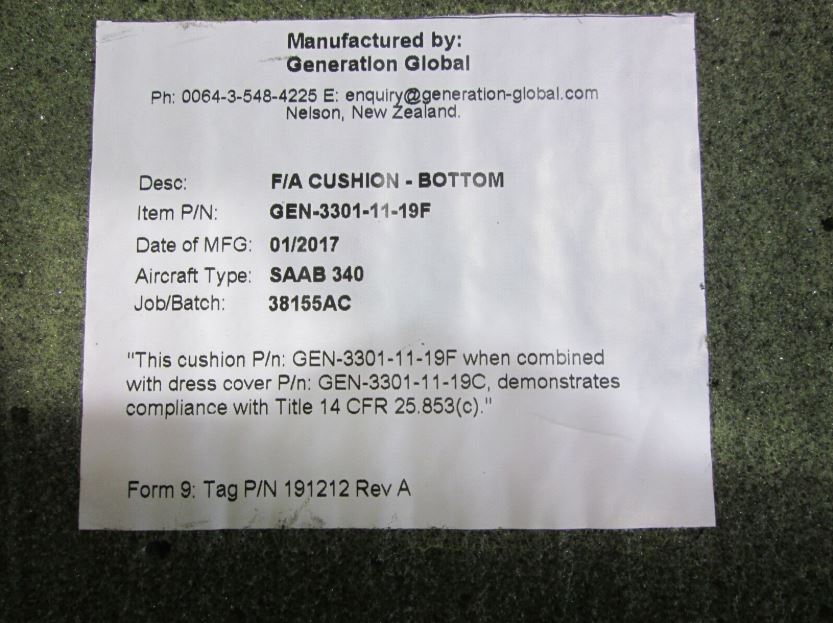 Manufactured by:
Generation Global
Ph: 0064-3-548-4225 E: enquiry@generation-global.com
Nelson, New Zealand.
Desc: F/A CUSHION - BOTTOM
Item P/N: GEN-3301-11-19F
Date of MFG: 01/2017
Aircraft Type: SAAB 340
Job/Batch: 38155AC
"This cushion P/n: GEN-3301-11-19F when combined
with dress cover P/n: GEN-3301-11-19C, demonstrates
compliance with Title 14 CFR 25.853(c)."
Form 9: Tag P/N 191212 Rev A